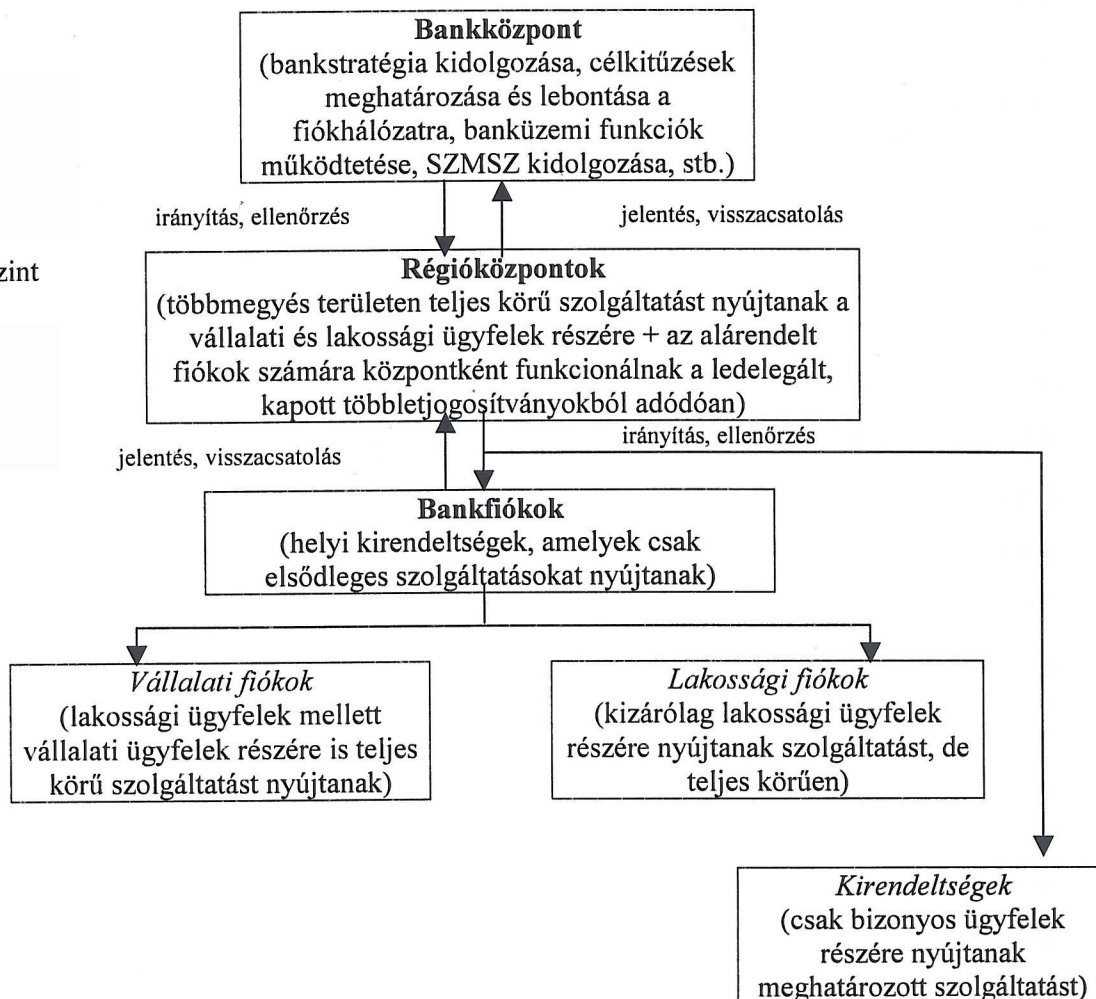 Bankközpont
(bankstratégia kidolgozása, célkitűzések
meghatározása és lebontása a
fiókhálózatra, banküzemi funkciók
működtetése, SZMSZ kidolgozása, stb.)
irányítás, ellenőrzés
jelentés, visszacsatolás
zint
Régióközpontok
(többmegyés területen teljes körű szolgáltatást nyújtanak a
vállalati és lakossági ügyfelek részére + az alárendelt
fiókok számára központként funkcionálnak a ledelegált,
kapott többletjogosítványokból adódóan)
irányítás, ellenőrzés
jelentés, visszacsatolás
Bankfiókok
(helyi kirendeltségek, amelyek csak
elsődleges szolgáltatásokat nyújtanak)
Vállalati fiókok
(lakossági ügyfelek mellett
vállalati ügyfelek részére is teljes
körű szolgáltatást nyújtanak)
Lakossági fiókok
(kizárólag lakossági ügyfelek
részére nyújtanak szolgáltatást, de
teljes körűen)
Kirendeltségek
(csak bizonyos ügyfelek
részére nyújtanak
meghatározott szolgáltatást)